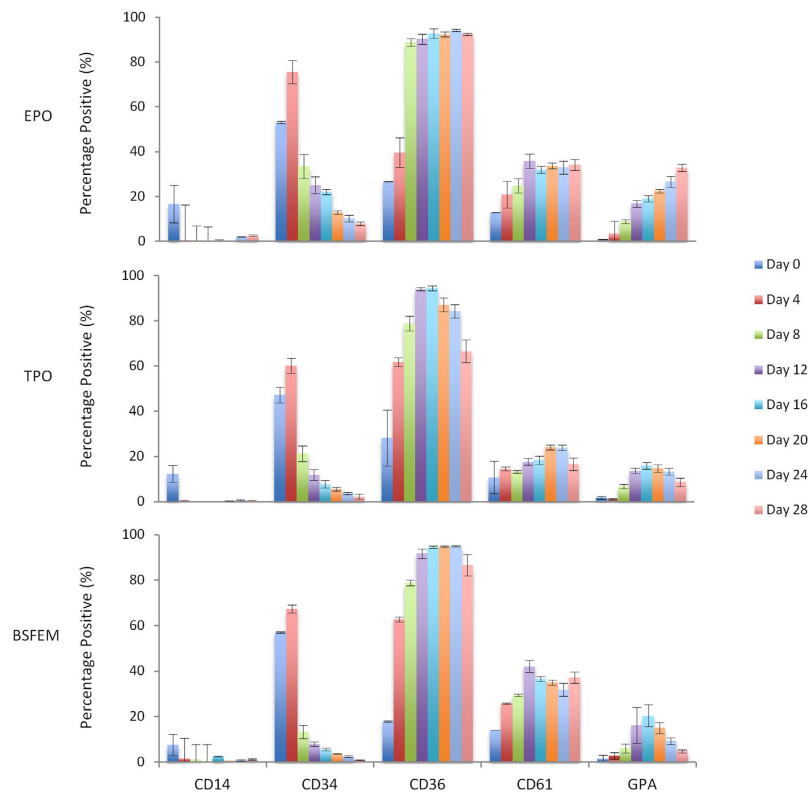 EPO
Percentage Positive (%)
100
80
60
40
20
0
TPO
Percentage Positive (%)
100
80
60
40
20
0
BSFEM
Percentage Positive (%)
100
80
60
40
20
0
CD14 CD34 CD36 CD61 GPA
Day 0
Day 4
Day 8
Day 12
Day 16
Day 20
Day 24
Day 28